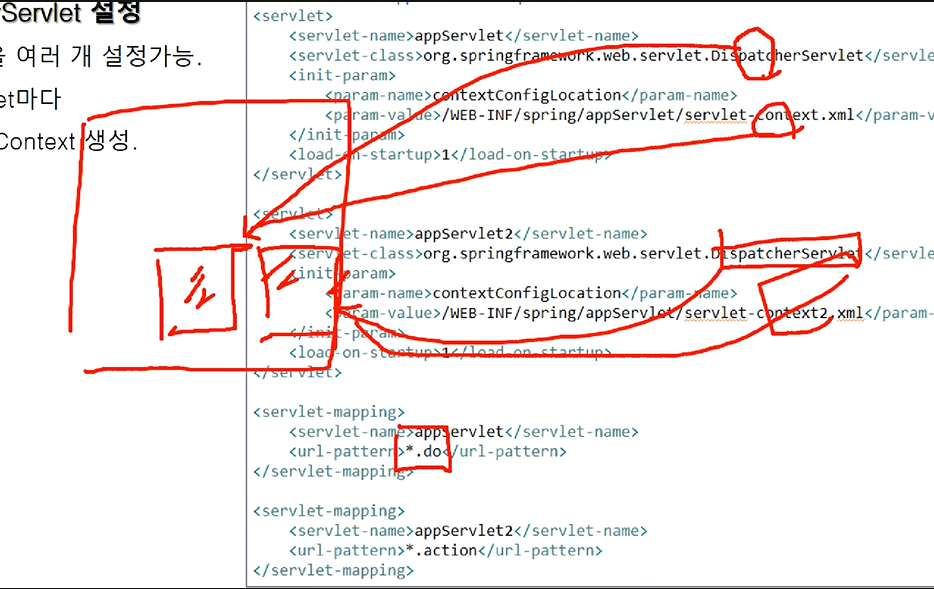 rServlet 설정
을 여러 개 설정가능.
et마다
Context 생성.
<servlet>
<servlet-name>appServlet</servlet-name>
<servlet-class>org.springframework.web.servlet.DispatcherServlet</servle
<init-param>
<param-name>contextConfigLocation</param-name>
<param-value>/WEB-INF/spring/appServlet/servlet-context.xml</param-v
</init-param>
<load-on-startup>1</load-on-startup>
</servlet>
<servlet>
<servlet-name>appServlet2</servlet-name>
<servlet-class>org.springframework.web.servlet.DispatcherServlet</servle
<init-param>
<param-name>contextConfigLocation</param-name>
<param-value>/WEB-INF/spring/appServlet/servlet-context2.xml</param-
</init-param>
<load-on-startup>1</load-on-startup>
</servlet>
<servlet-mapping>
<servlet-name>appServlet</servlet-name>
<url-pattern>*.do</url-pattern>
</servlet-mapping>
<servlet-mapping>
<servlet-name>appServlet2</servlet-name>
<url-pattern>*.action</url-pattern>
</servlet-mapping>